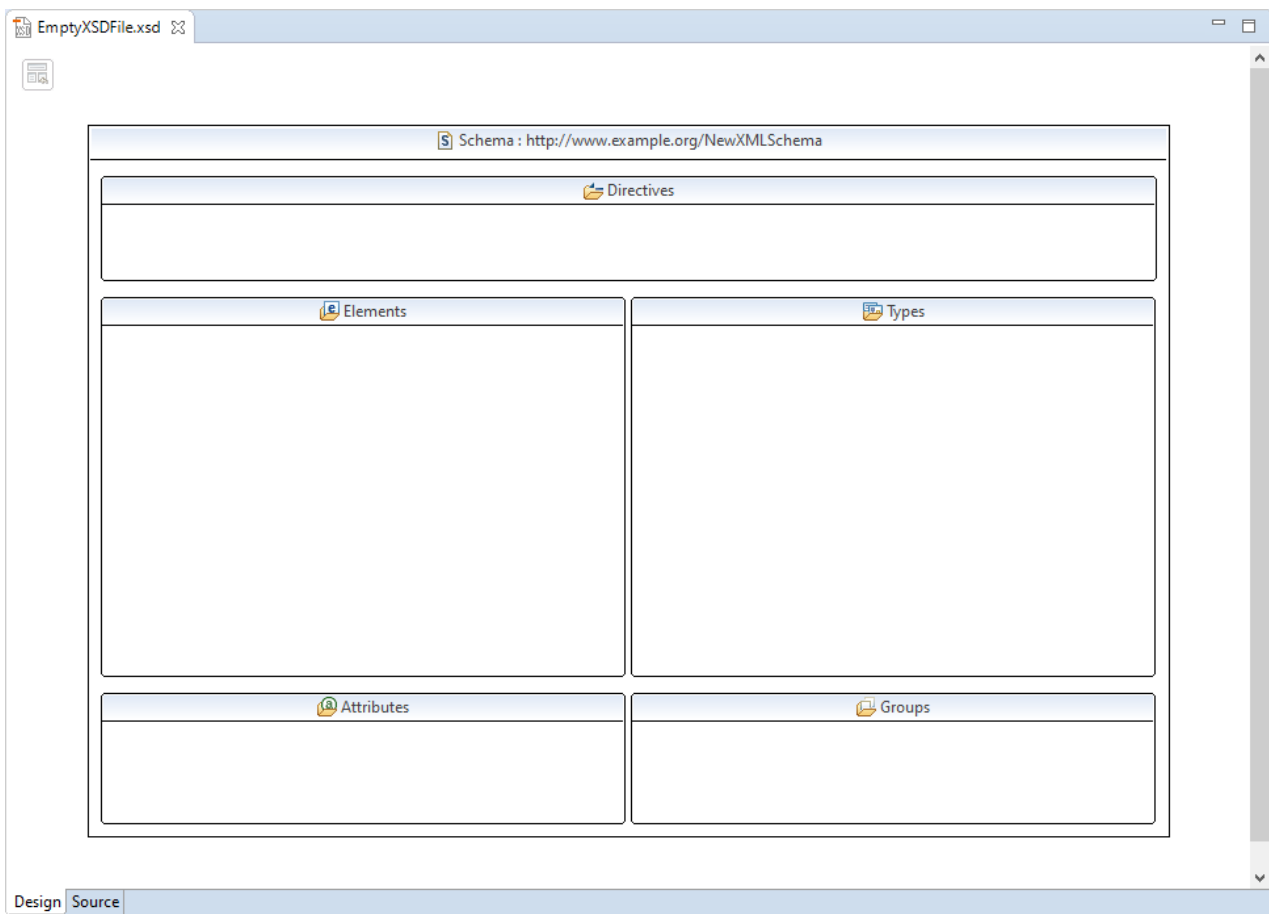 EmptyXSDFile.xsd
Schema : http://www.example.org/NewXMLSchema
Directives
Elements
Types
Attributes
Groups
Design
Source